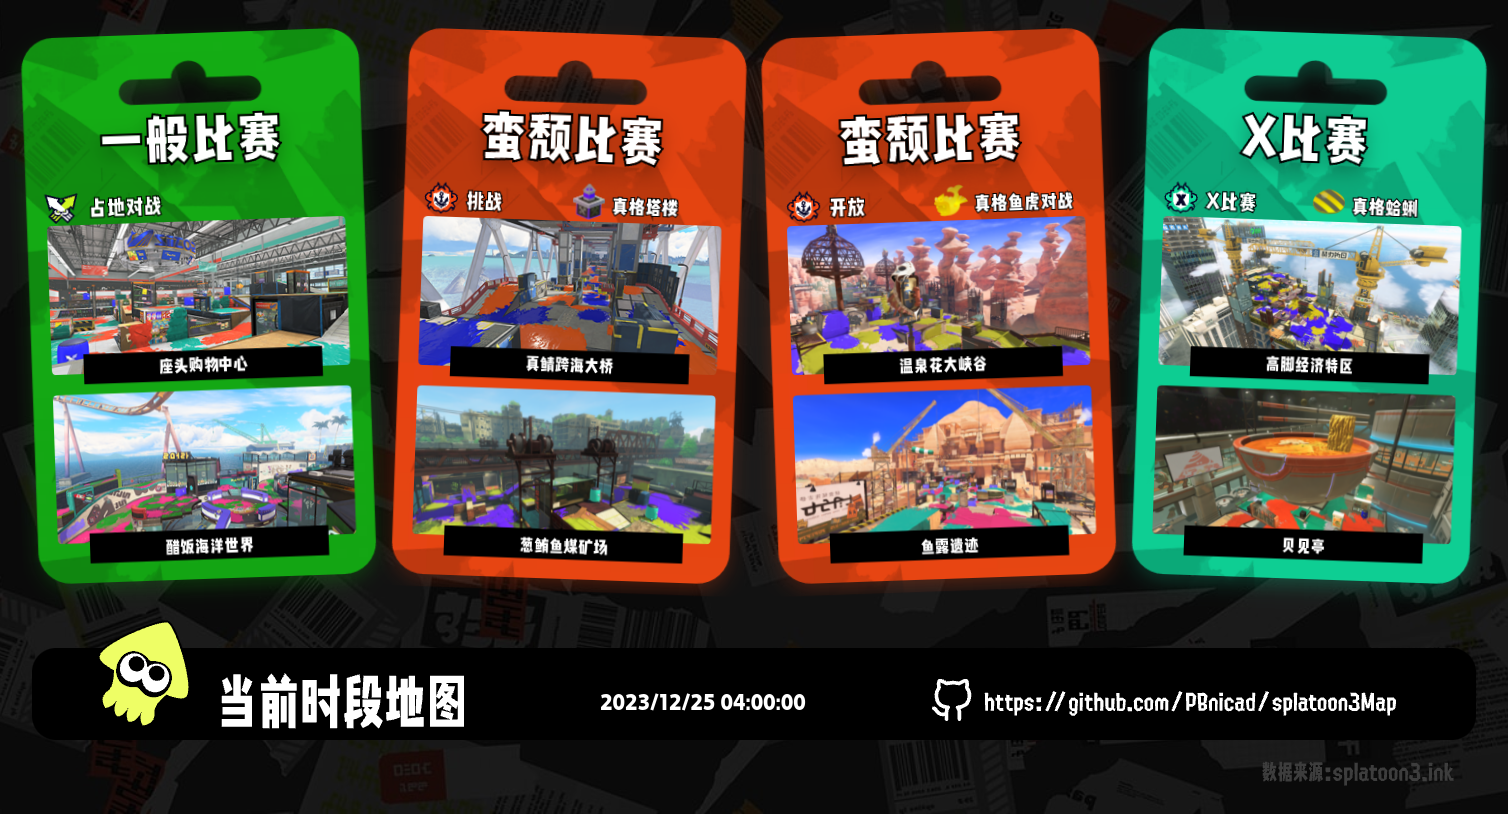 一般比赛
占地对战
座头购物中心
醋饭海洋世界
蛮颓比赛
挑战
真格塔楼
真鲭跨海大桥
葱鲔鱼煤矿场
蛮颓比赛
开放
真格鱼虎对战
温泉花大峡谷
鱼露遗迹
X比赛
X比赛
真格蛤蜊
高脚经济特区
贝见亭
当前时段地图
2023/12/25 04:00:00
https://github.com/PBnicad/splatoon3Map
数据来源:splatoon3.ink